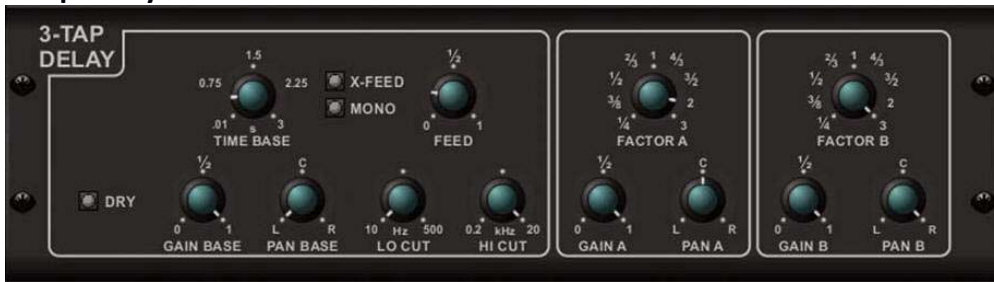 3-TAP
DELAY
1.5
0.75 2.25
.01 s 3
TIME BASE
X-FEED
MONO
½
0 1
FEED
DRY
½
0 1
GAIN BASE
C
L R
PAN BASE
10 Hz 500
LO CUT
0.2 kHz 20
HI CUT
⅔ 1 4/3
½ 3/2
⅜ 2
¼ 3
FACTOR A
½
0 1
GAIN A
C
L R
PAN A
⅔ 1 4/3
½ 3/2
⅜ 2
¼ 3
FACTOR B
½
0 1
GAIN B
C
L R
PAN B